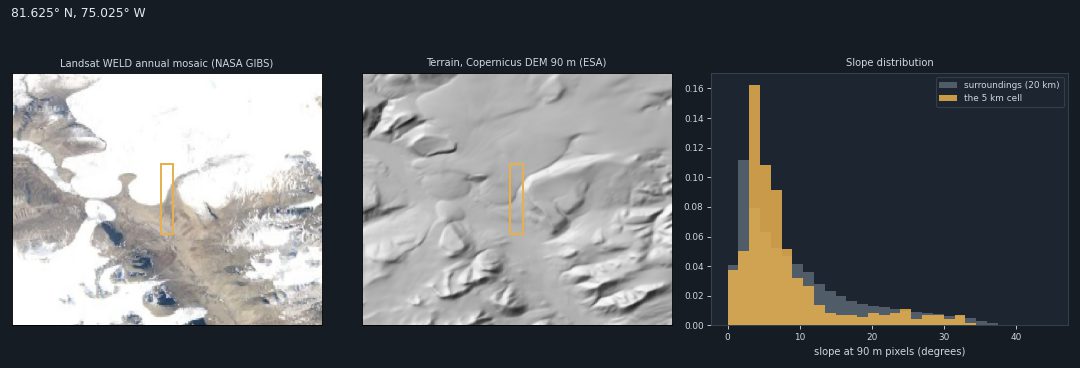 81.625° N, 75.025° W
Landsat WELD annual mosaic (NASA GIBS)
Terrain, Copernicus DEM 90 m (ESA)
Slope distribution
surroundings (20 km)
the 5 km cell
0.16
0.14
0.12
0.10
0.08
0.06
0.04
0.02
0.00
0 10 20 30 40
slope at 90 m pixels (degrees)